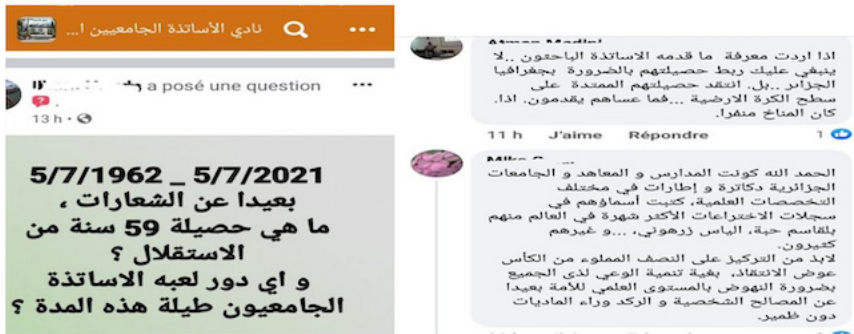 نادي الأساتذة الجامعيين ا...
a posé une question
13 h
5/7/1962 _ 5/7/2021
بعيدا عن الشعارات ،
ما هي حصيلة 59 سنة من
الاستقلال ؟
و اي دور لعبه الاساتذة
الجامعيون طيلة هذه المدة ؟
اذا اردت معرفة ما قدمه الاساتذة الباحثون ..لا
ينبغي عليك ربط حصيلتهم بالضرورة بجغرافيا
الجزائر ..بل. انتقد حصيلتهم الممتدة على
سطح الكرة الارضية ...فما عساهم يقدمون. اذا.
كان المناخ منفرا.
11 h J'aime Répondre 1
الحمد الله كونت المدارس و المعاهد و الجامعات
الجزائرية دكاترة و إطارات في مختلف
التخصصات العلمية، كتبت أسماؤهم في
سجلات الاختراعات الأكثر شهرة في العالم منهم
بلقاسم حبة، الياس زرهوني، ...و غيرهم
كثيرون.
لابد من التركيز على النصف المملوء من الكأس
عوض الانتقاد، بغية تنمية الوعي لذى الجميع
بضرورة النهوض بالمستوى العلمي للأمة بعيدا
عن المصالح الشخصية و الركد وراء الماديات
دون ظمير.